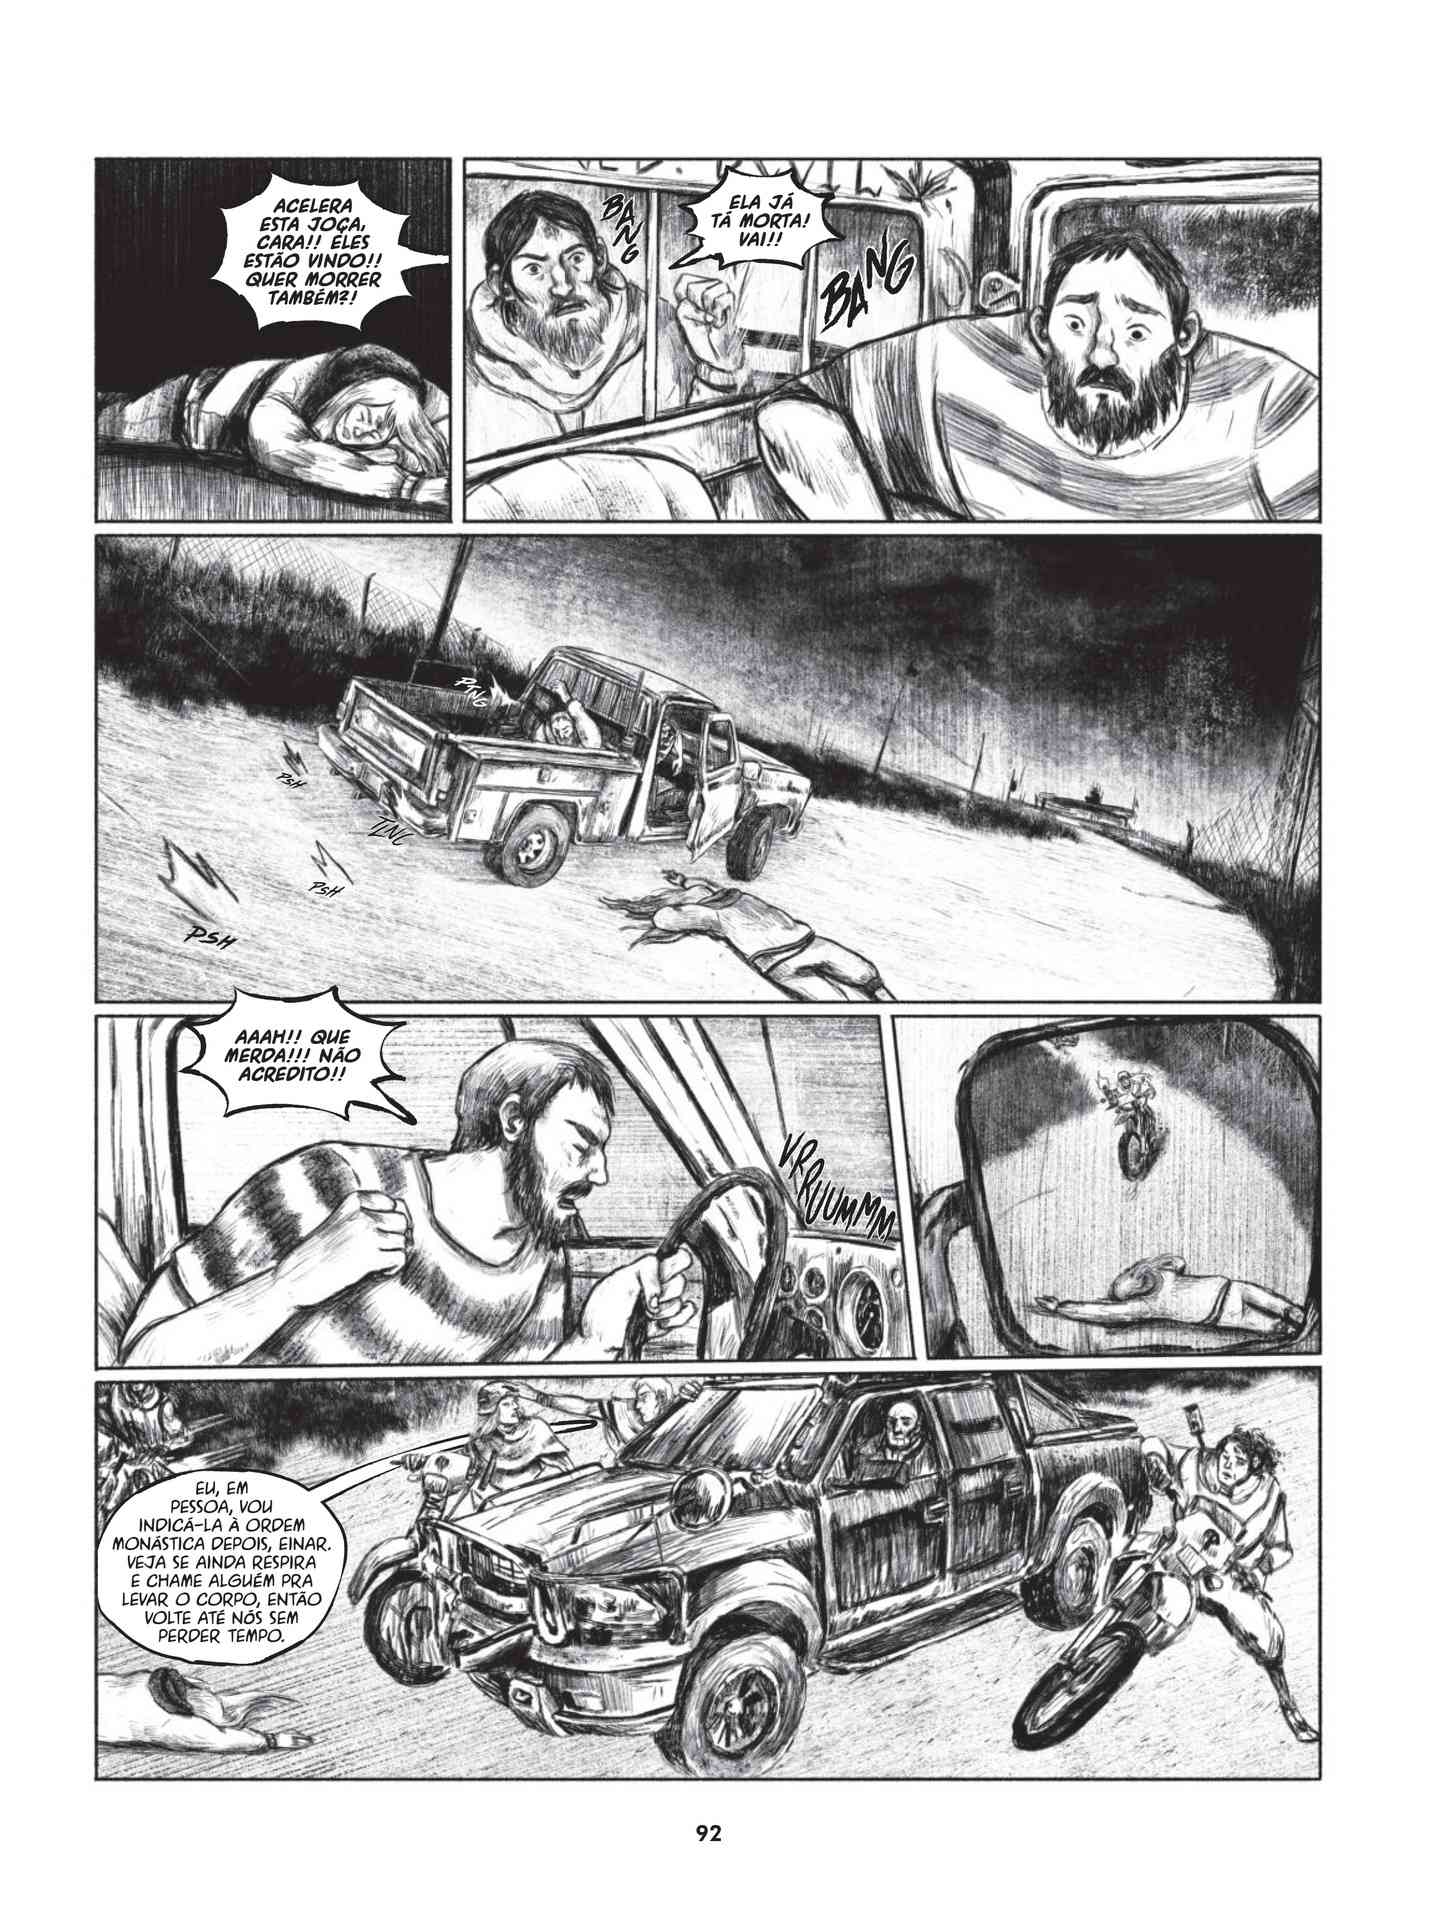 ACELERA
ESTA JOÇA,
CARA!! ELES
ESTÃO VINDO!!
QUER MORRER
TAMBÉM?!
BANG
ELA JÁ
TÁ MORTA!
VAI!!
BANG
PING
PSH
TINC
PSH
PSH
AAAH!! QUE
MERDA!!! NÃO
ACREDITO!!
VRRRUUMMMM
EU, EM
PESSOA, VOU
INDICÁ-LA À ORDEM
MONÁSTICA DEPOIS, EINAR.
VEJA SE AINDA RESPIRA
E CHAME ALGUÉM PRA
LEVAR O CORPO, ENTÃO
VOLTE ATÉ NÓS SEM
PERDER TEMPO.
92